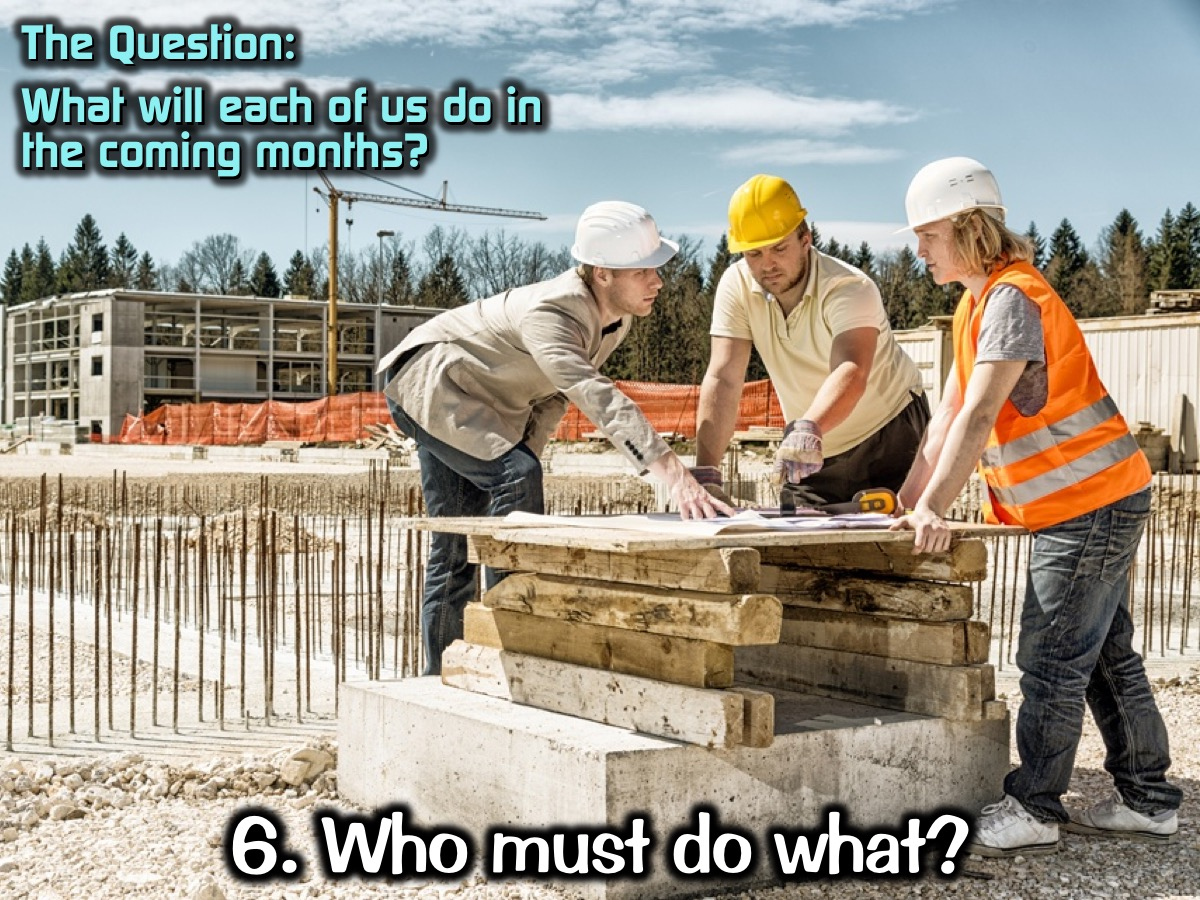 The Question:
What will each of us do in
the coming months?
6. Who must do what?